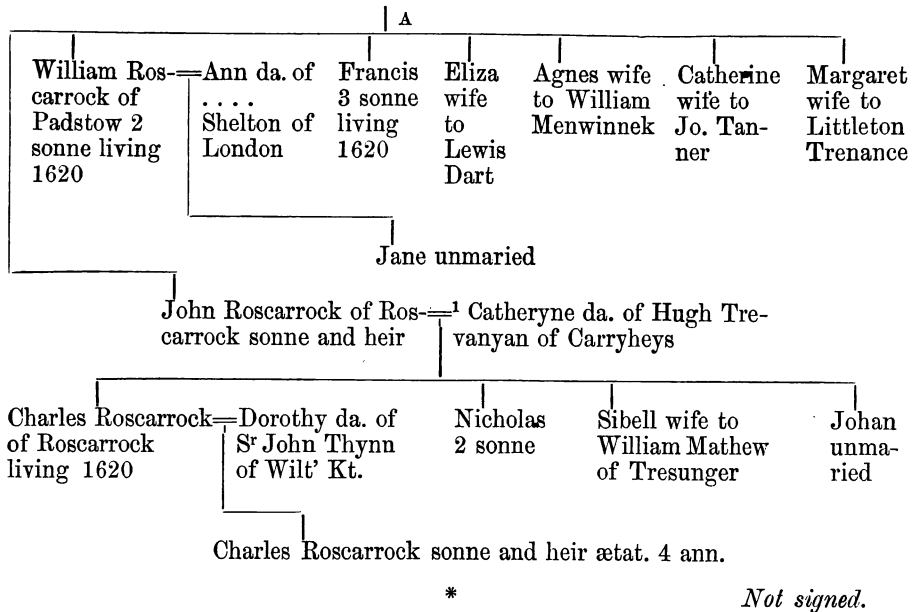 A
William Ros-
carrock of
Padstow 2
sonne living
1620
Ann da. of
. . . .
Shelton of
London
Francis
3 sonne
living
1620
Eliza
wife
to
Lewis
Dart
Agnes wife
to William
Menwinnek
Catherine
wife to
Jo. Tan-
ner
Margaret
wife to
Littleton
Trenance
Jane unmaried
John Roscarrock of Ros-
carrock sonne and heir
¹ Catheryne da. of Hugh Tre-
vanyan of Carryheys
Charles Roscarrock
of Roscarrock
living 1620
Dorothy da. of
Sʳ John Thynn
of Wilt' Kt.
Nicholas
2 sonne
Sibell wife to
William Mathew
of Tresunger
Johan
unma-
ried
Charles Roscarrock sonne and heir ætat. 4 ann.
*
Not signed.